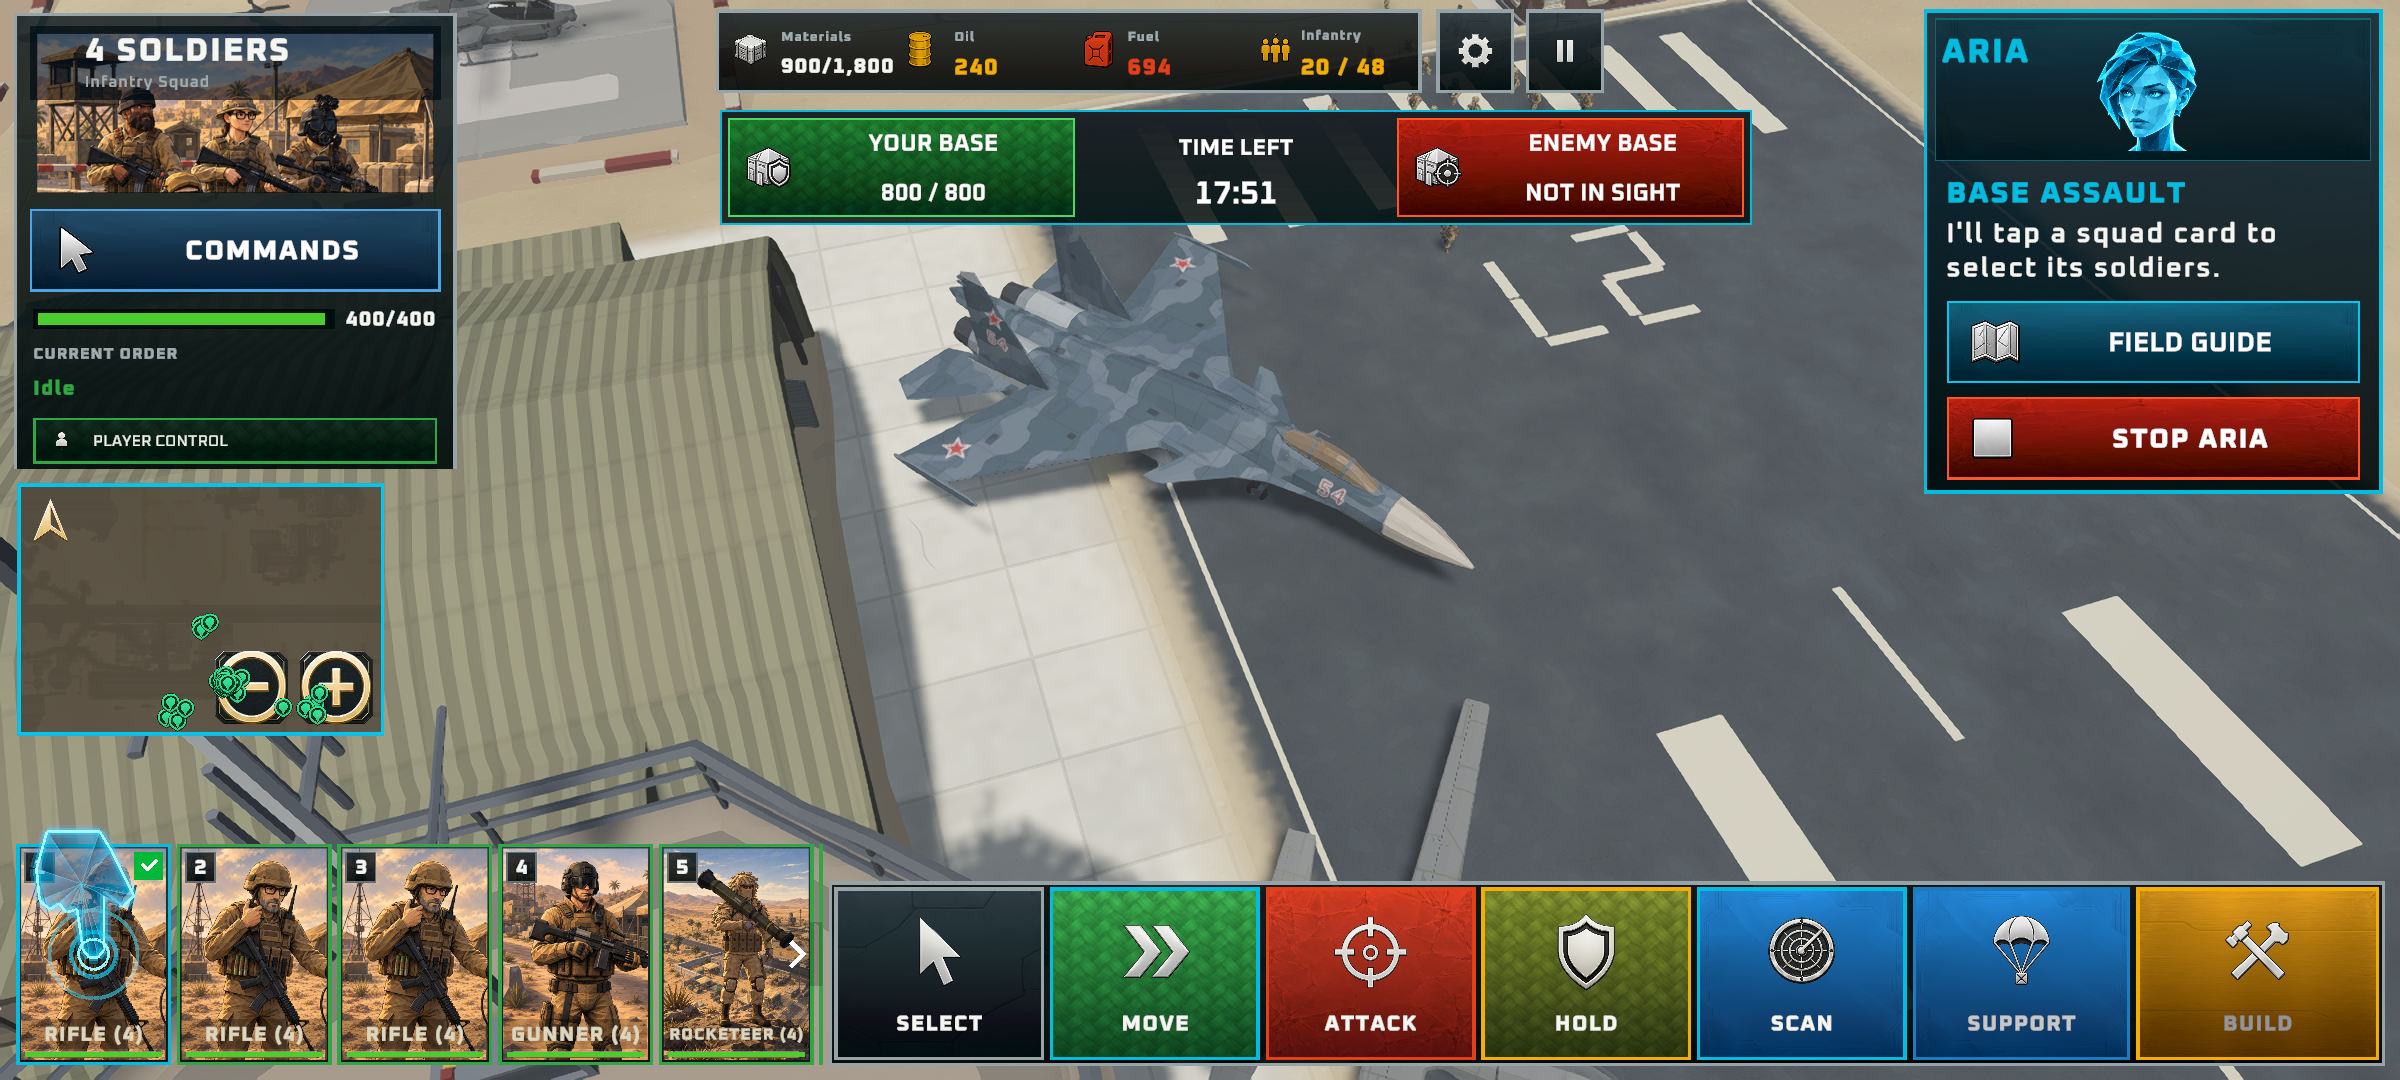 4 SOLDIERS
Infantry Squad
COMMANDS
400/400
CURRENT ORDER
Idle
PLAYER CONTROL
Materials
900/1,800
Oil
240
Fuel
694
Infantry
20 / 48
YOUR BASE
800 / 800
TIME LEFT
17:51
ENEMY BASE
NOT IN SIGHT
ARIA
BASE ASSAULT
I'll tap a squad card to
select its soldiers.
FIELD GUIDE
STOP ARIA
54
L2
RIFLE (4)
2
RIFLE (4)
3
RIFLE (4)
4
GUNNER (4)
5
ROCKETEER (4)
SELECT
MOVE
ATTACK
HOLD
SCAN
SUPPORT
BUILD